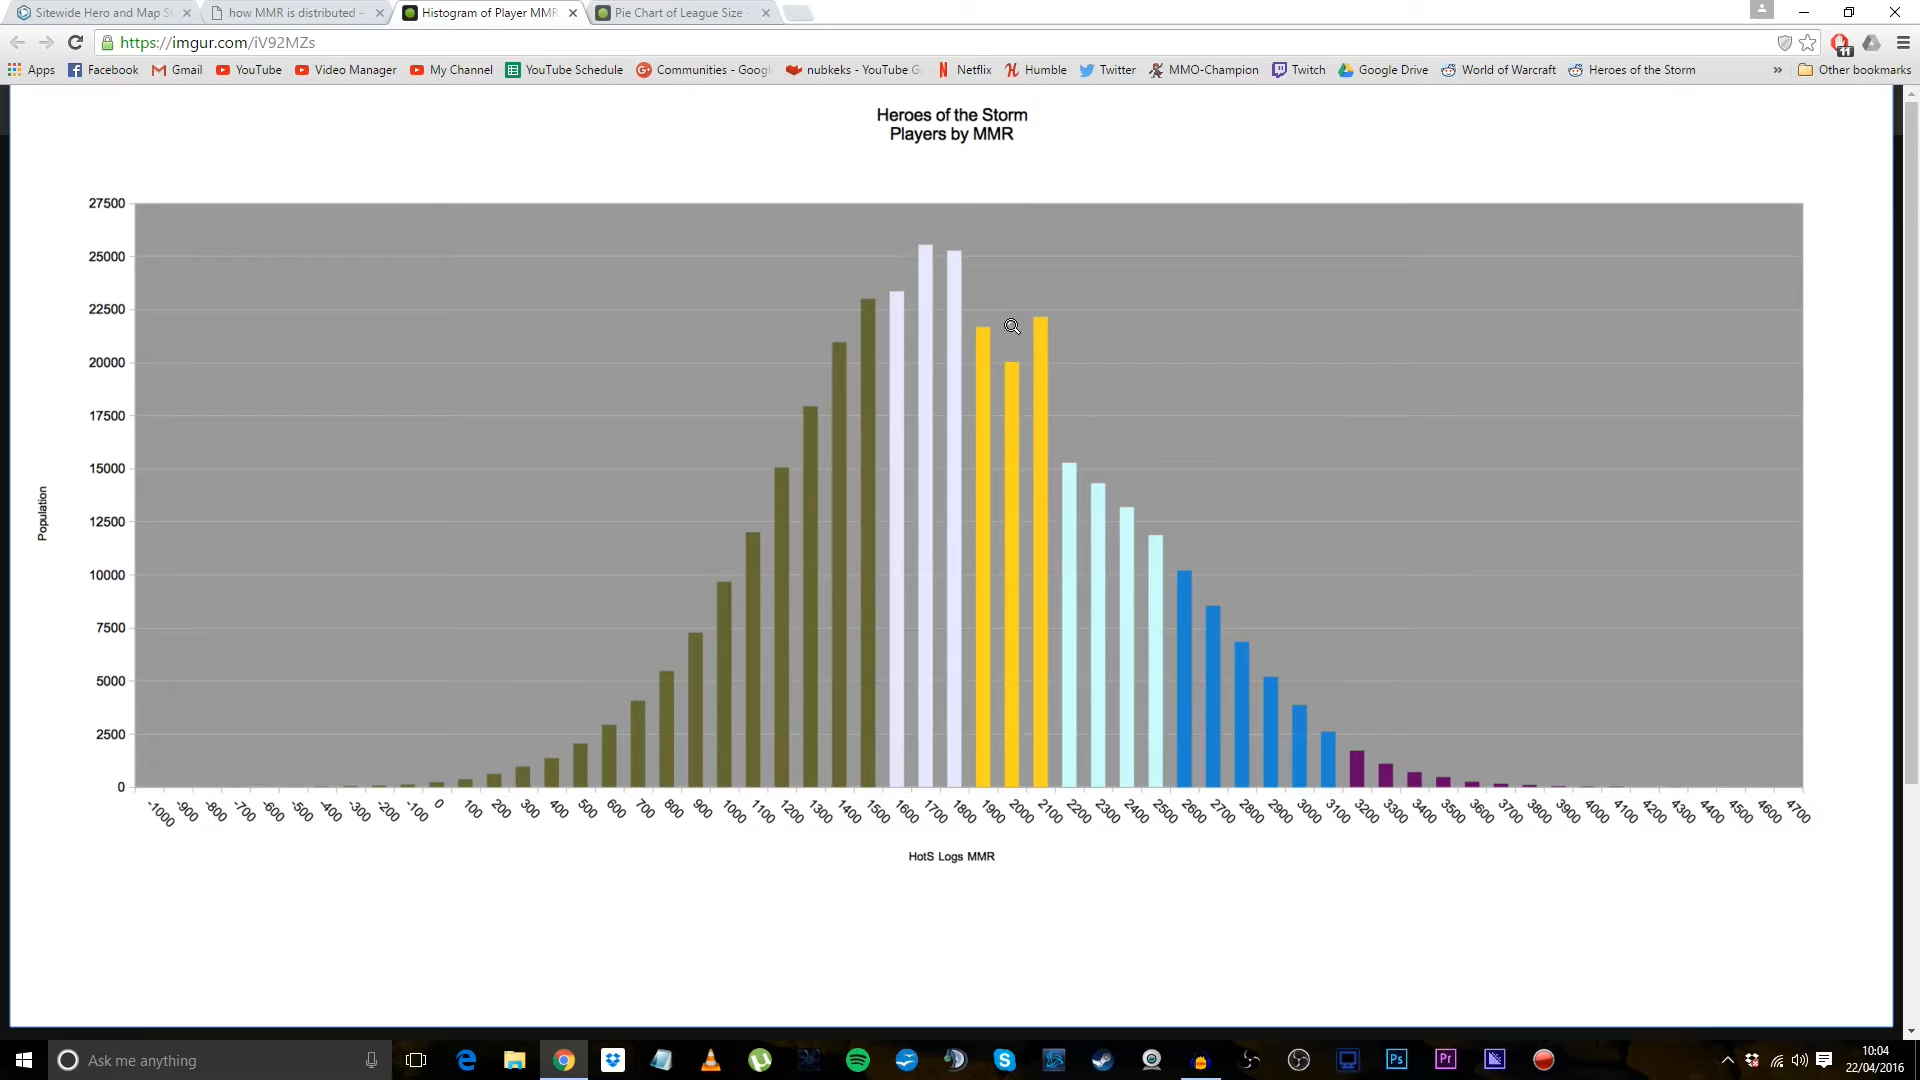 Sitewide Hero and Map St
how MMR is distributed –
Histogram of Player MMR
Pie Chart of League Size -
https://imgur.com/iV92MZs
11
Apps
Facebook
Gmail
YouTube
Video Manager
My Channel
YouTube Schedule
Communities - Googl
nubkeks - YouTube G
Netflix
Humble
Twitter
MMO-Champion
Twitch
Google Drive
World of Warcraft
Heroes of the Storm
»
Other bookmarks
Heroes of the Storm
Players by MMR
27500
25000
22500
20000
17500
15000
12500
10000
7500
5000
2500
0
Population
-1000
-900
-800
-700
-600
-500
-400
-300
-200
-100
0
100
200
300
400
500
600
700
800
900
1000
1100
1200
1300
1400
1500
1600
1700
1800
1900
2000
2100
2200
2300
2400
2500
2600
2700
2800
2900
3000
3100
3200
3300
3400
3500
3600
3700
3800
3900
4000
4100
4200
4300
4400
4500
4600
4700
HotS Logs MMR
Ask me anything
Ps
Pr
10:04
22/04/2016